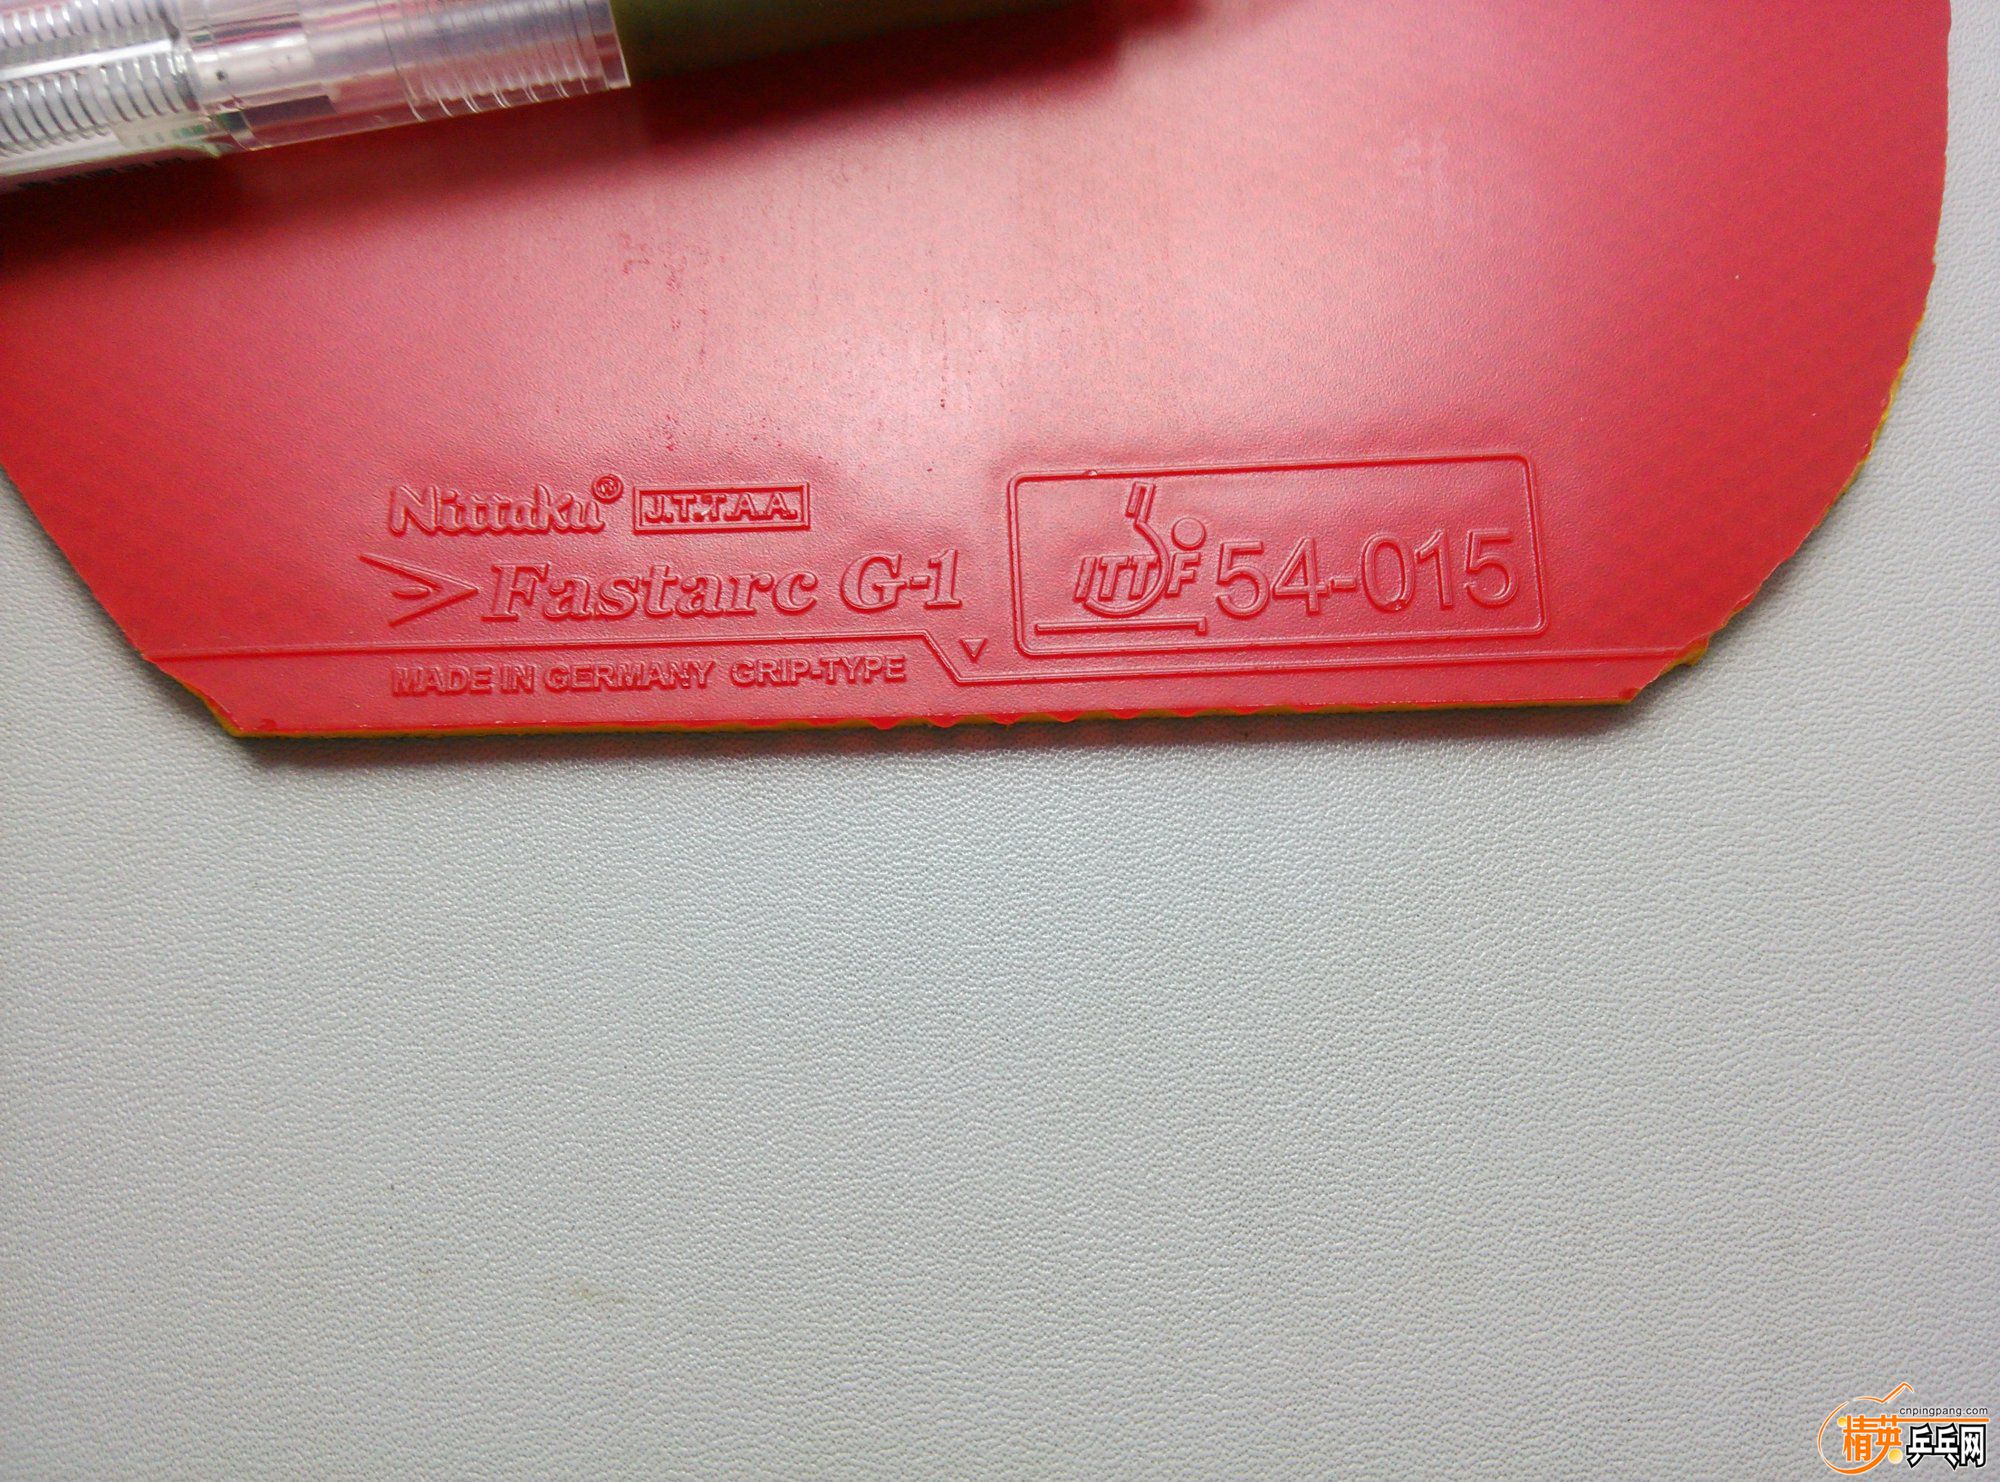 Nittaku® J.T.T.A.A.
Fastarc G-1
MADE IN GERMANY GRIP-TYPE
ITTF 54-015
cnpingpang.com
精英乒乓网